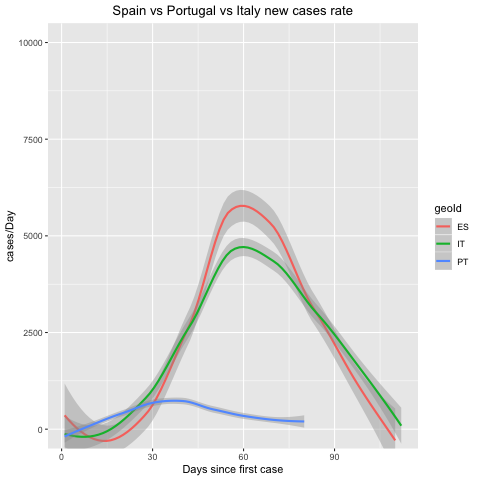 Spain vs Portugal vs Italy new cases rate
10000
7500
5000
2500
0
cases/Day
0 30 60 90
Days since first case
geoId
ES
IT
PT